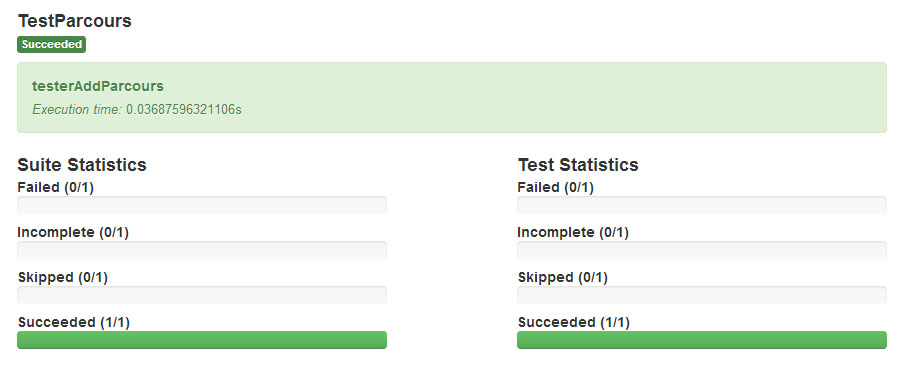 TestParcours
Succeeded
testerAddParcours
Execution time: 0.03687596321106s
Suite Statistics
Failed (0/1)
Incomplete (0/1)
Skipped (0/1)
Succeeded (1/1)
Test Statistics
Failed (0/1)
Incomplete (0/1)
Skipped (0/1)
Succeeded (1/1)